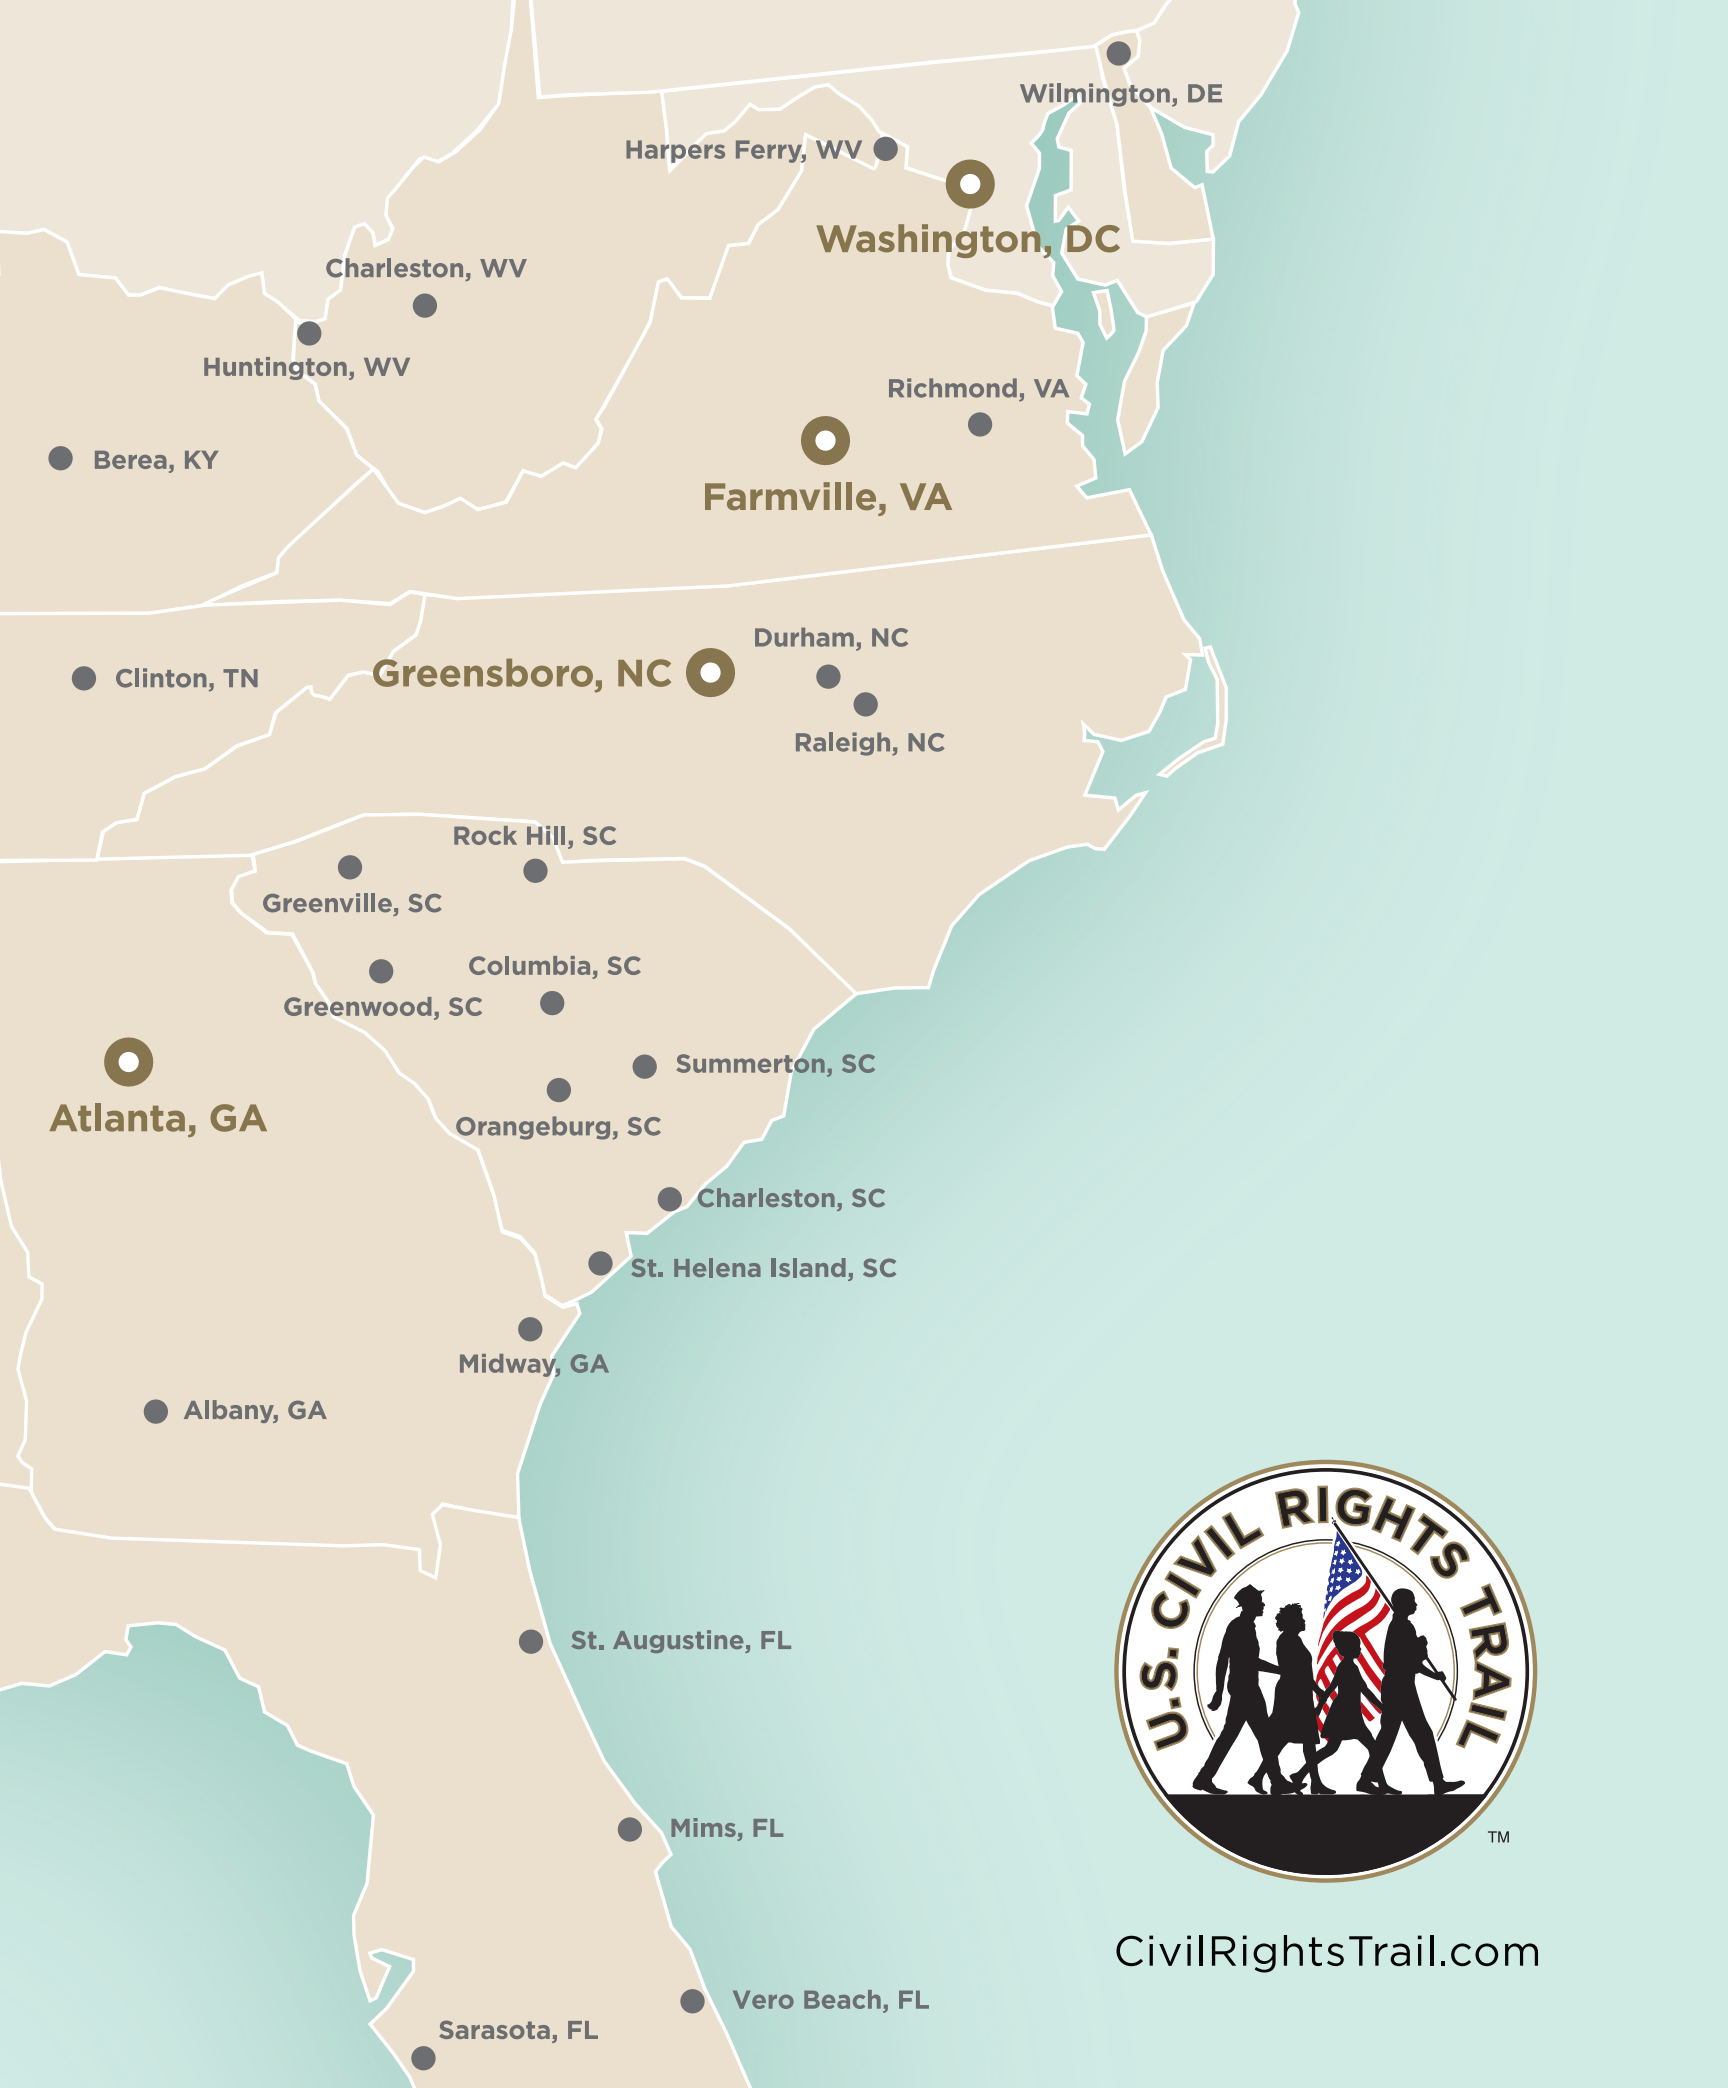 Wilmington, DE
Harpers Ferry, WV
Washington, DC
Charleston, WV
Huntington, WV
Richmond, VA
Berea, KY
Farmville, VA
Durham, NC
Clinton, TN
Greensboro, NC
Raleigh, NC
Rock Hill, SC
Greenville, SC
Columbia, SC
Greenwood, SC
Summerton, SC
Atlanta, GA
Orangeburg, SC
Charleston, SC
St. Helena Island, SC
Midway, GA
Albany, GA
U.S. CIVIL RIGHTS TRAIL
St. Augustine, FL
Mims, FL
TM
CivilRightsTrail.com
Vero Beach, FL
Sarasota, FL